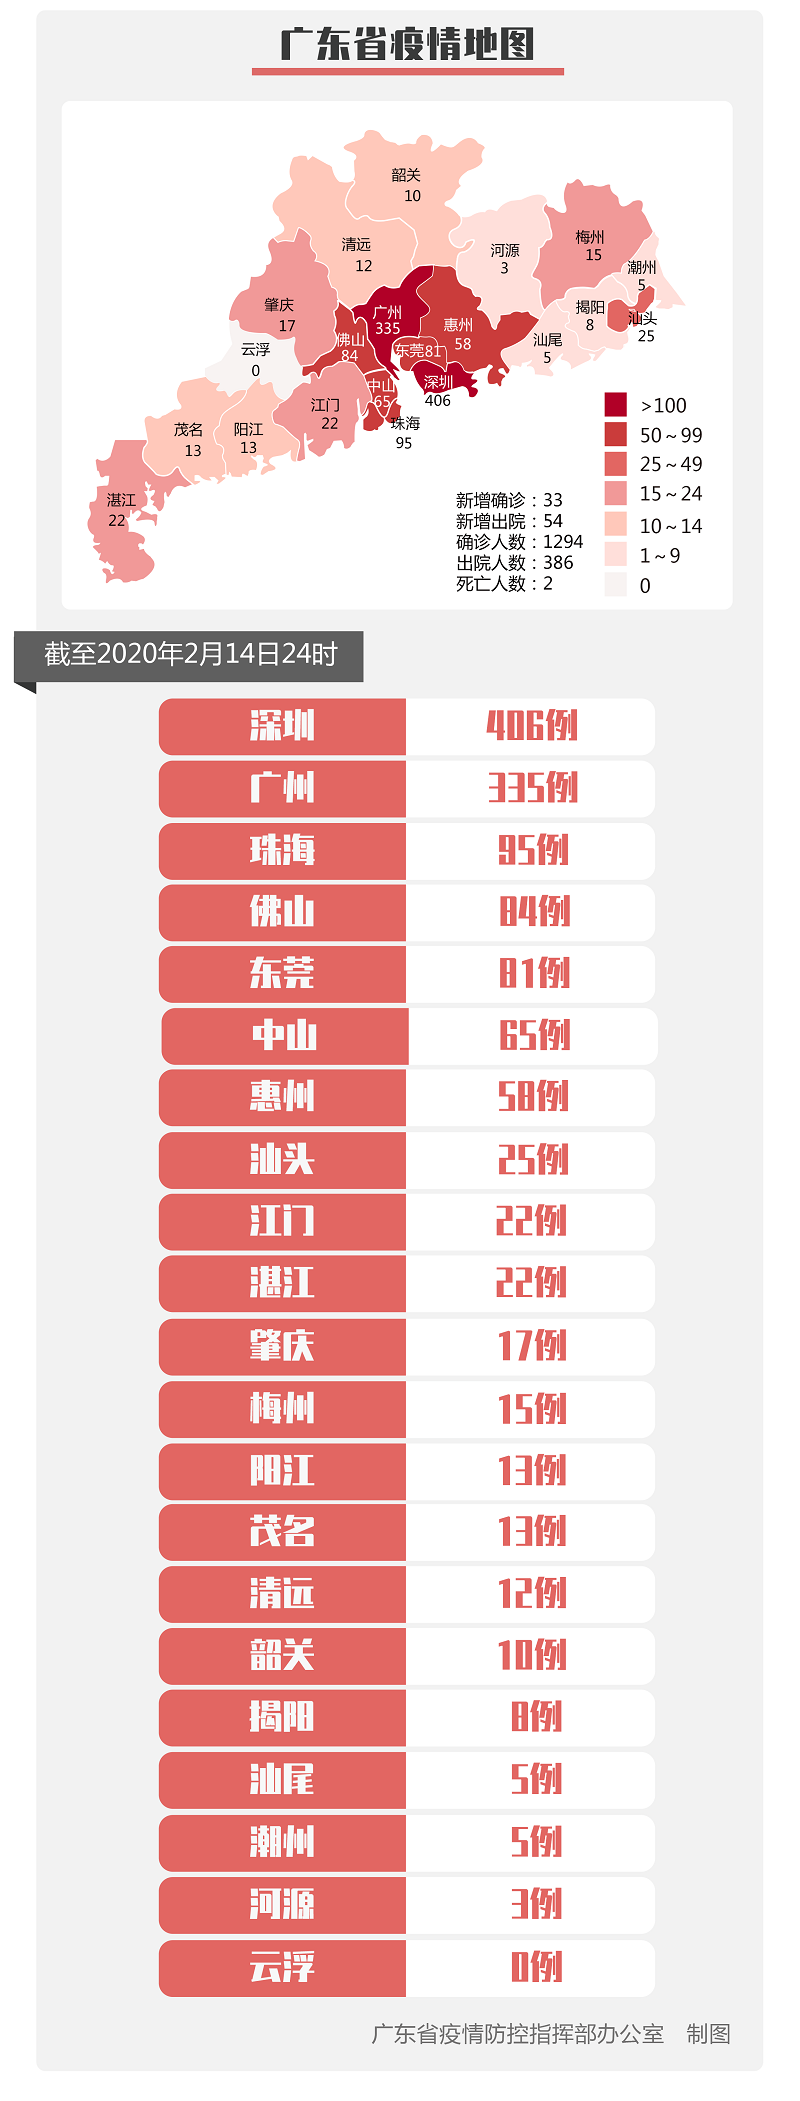 广东省疫情地图
韶关
10
清远
12
河源
3
梅州
15
潮州
5
揭阳
8
汕头
25
汕尾
5
肇庆
17
广州
335
惠州
58
佛山
84
东莞81
云浮
0
深圳
406
中山
65
珠海
95
江门
22
茂名
13
阳江
13
湛江
22
>100
50~99
25~49
15~24
10~14
1~9
0
新增确诊：33
新增出院：54
确诊人数：1294
出院人数：386
死亡人数：2
截至2020年2月14日24时
深圳 406例
广州 335例
珠海 95例
佛山 84例
东莞 81例
中山 65例
惠州 58例
汕头 25例
江门 22例
湛江 22例
肇庆 17例
梅州 15例
阳江 13例
茂名 13例
清远 12例
韶关 10例
揭阳 8例
汕尾 5例
潮州 5例
河源 3例
云浮 0例
广东省疫情防控指挥部办公室 制图